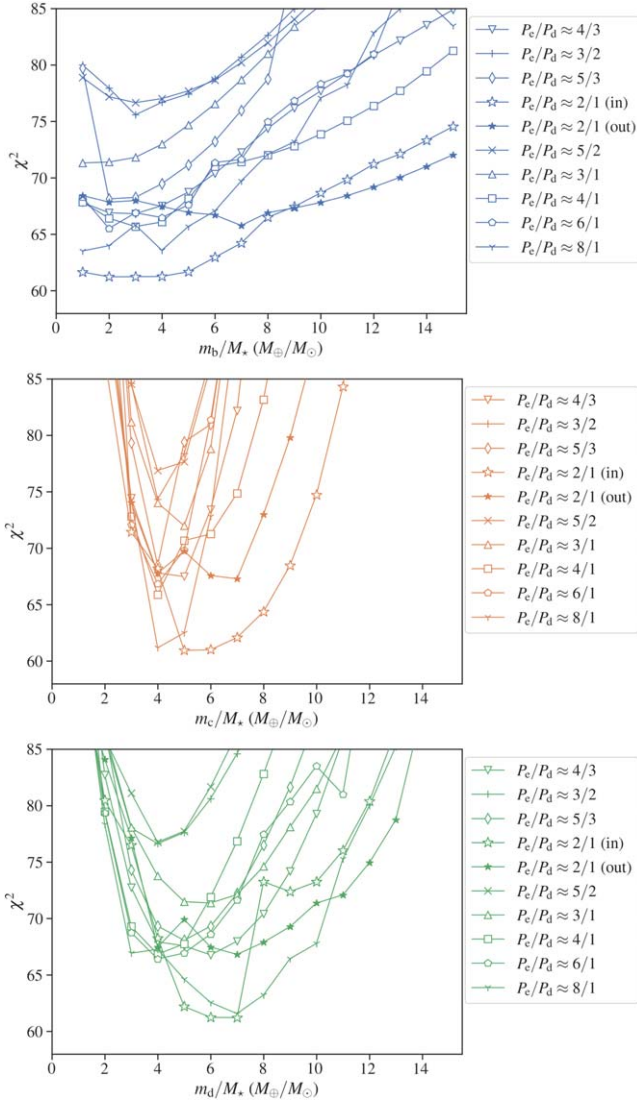 85
80
75
70
65
60
χ²
0 2 4 6 8 10 12 14
m_b/M⋆ (M⊕/M⊙)
P_e/P_d ≈ 4/3
P_e/P_d ≈ 3/2
P_e/P_d ≈ 5/3
P_e/P_d ≈ 2/1 (in)
P_e/P_d ≈ 2/1 (out)
P_e/P_d ≈ 5/2
P_e/P_d ≈ 3/1
P_e/P_d ≈ 4/1
P_e/P_d ≈ 6/1
P_e/P_d ≈ 8/1
85
80
75
70
65
60
χ²
0 2 4 6 8 10 12 14
m_c/M⋆ (M⊕/M⊙)
P_e/P_d ≈ 4/3
P_e/P_d ≈ 3/2
P_e/P_d ≈ 5/3
P_e/P_d ≈ 2/1 (in)
P_e/P_d ≈ 2/1 (out)
P_e/P_d ≈ 5/2
P_e/P_d ≈ 3/1
P_e/P_d ≈ 4/1
P_e/P_d ≈ 6/1
P_e/P_d ≈ 8/1
85
80
75
70
65
60
χ²
0 2 4 6 8 10 12 14
m_d/M⋆ (M⊕/M⊙)
P_e/P_d ≈ 4/3
P_e/P_d ≈ 3/2
P_e/P_d ≈ 5/3
P_e/P_d ≈ 2/1 (in)
P_e/P_d ≈ 2/1 (out)
P_e/P_d ≈ 5/2
P_e/P_d ≈ 3/1
P_e/P_d ≈ 4/1
P_e/P_d ≈ 6/1
P_e/P_d ≈ 8/1